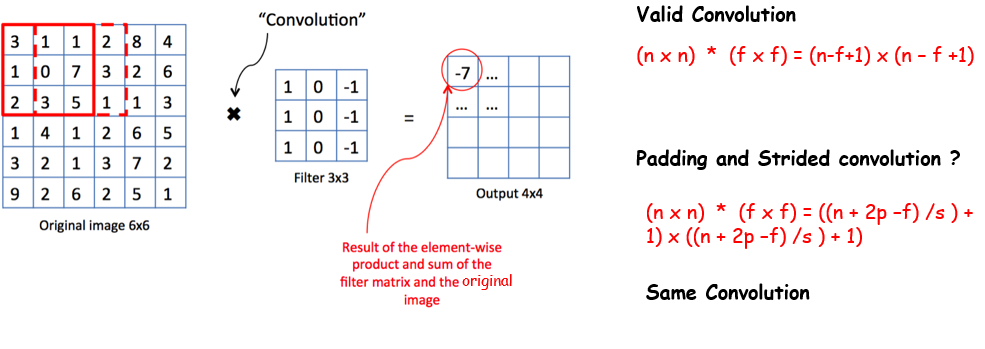 "Convolution"
3 1 1 2 8 4
1 0 7 3 2 6
2 3 5 1 1 3
1 4 1 2 6 5
3 2 1 3 7 2
9 2 6 2 5 1
Original image 6x6
✖
1 0 -1
1 0 -1
1 0 -1
Filter 3x3
=
-7 ...
... ...
Output 4x4
Result of the element-wise
product and sum of the
filter matrix and the original
image
Valid Convolution
(n x n) * (f x f) = (n-f+1) x (n – f +1)
Padding and Strided convolution ?
(n x n) * (f x f) = ((n + 2p –f) /s ) +
1) x ((n + 2p –f) /s ) + 1)
Same Convolution